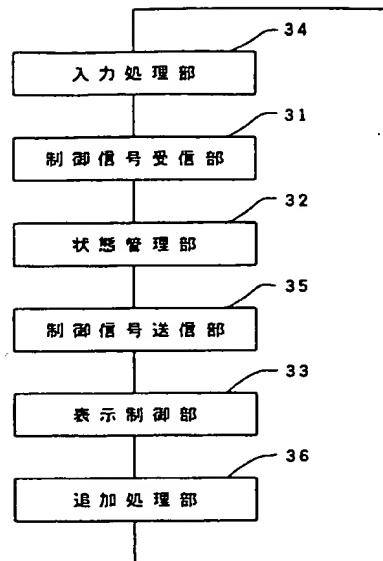 34
入力処理部
31
制御信号受信部
32
状態管理部
35
制御信号送信部
33
表示制御部
36
追加処理部